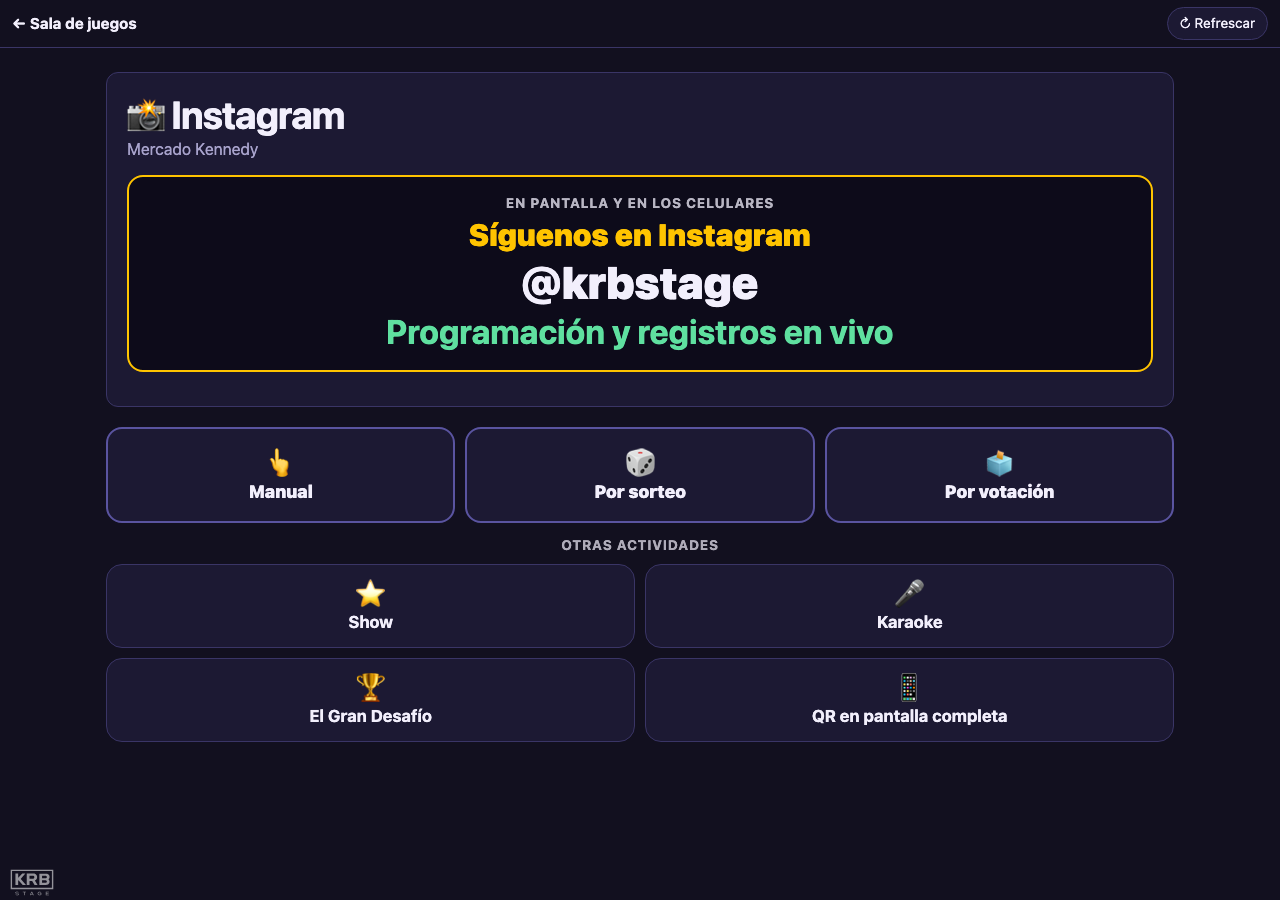 ← Sala de juegos
↻ Refrescar
📸 Instagram
Mercado Kennedy
EN PANTALLA Y EN LOS CELULARES
Síguenos en Instagram
@krbstage
Programación y registros en vivo
Manual
Por sorteo
Por votación
OTRAS ACTIVIDADES
Show
Karaoke
El Gran Desafío
QR en pantalla completa
KRB
STAGE